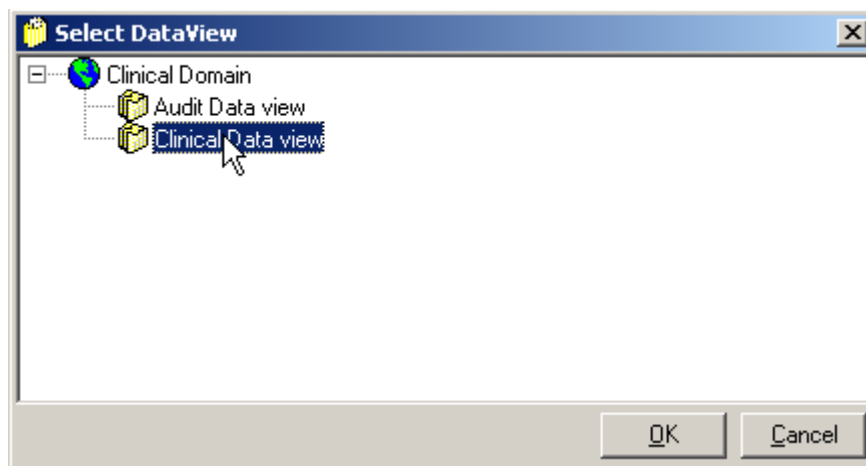 Select DataView
Clinical Domain
Audit Data view
Clinical Data view
OK
Cancel